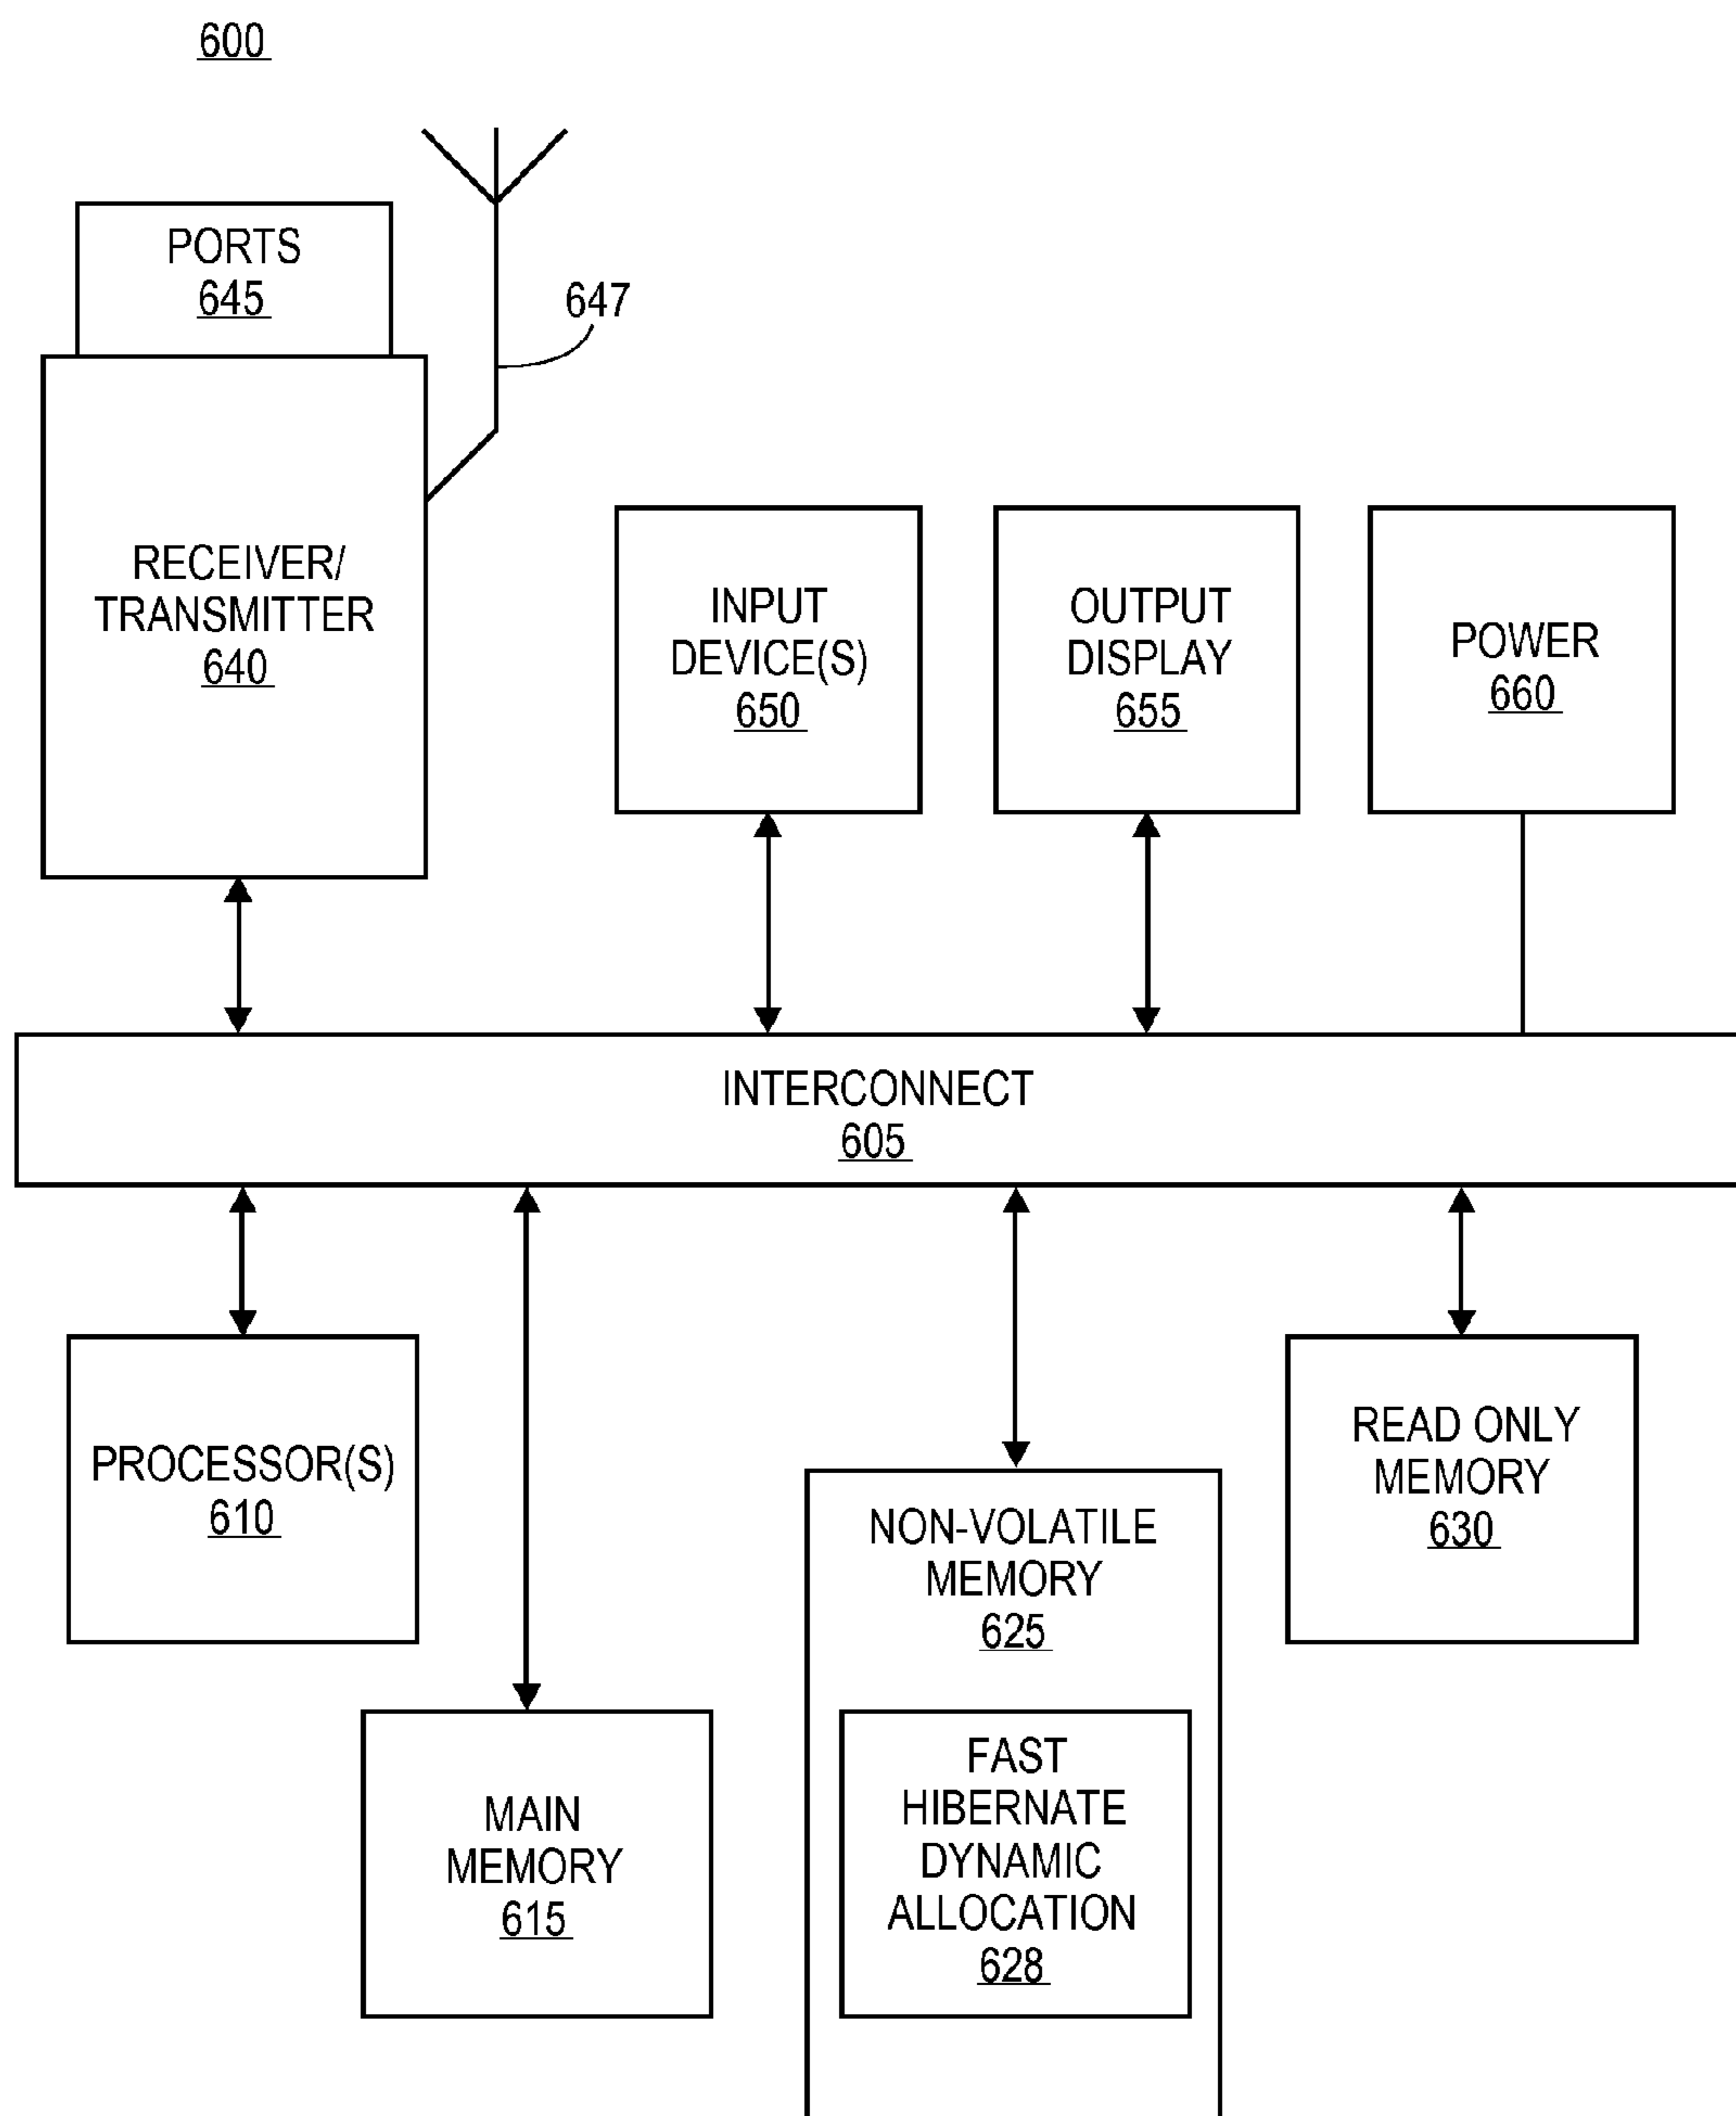 600
PORTS
645
647
RECEIVER/
TRANSMITTER
640
INPUT
DEVICE(S)
650
OUTPUT
DISPLAY
655
POWER
660
INTERCONNECT
605
PROCESSOR(S)
610
MAIN
MEMORY
615
NON-VOLATILE
MEMORY
625
FAST
HIBERNATE
DYNAMIC
ALLOCATION
628
READ ONLY
MEMORY
630